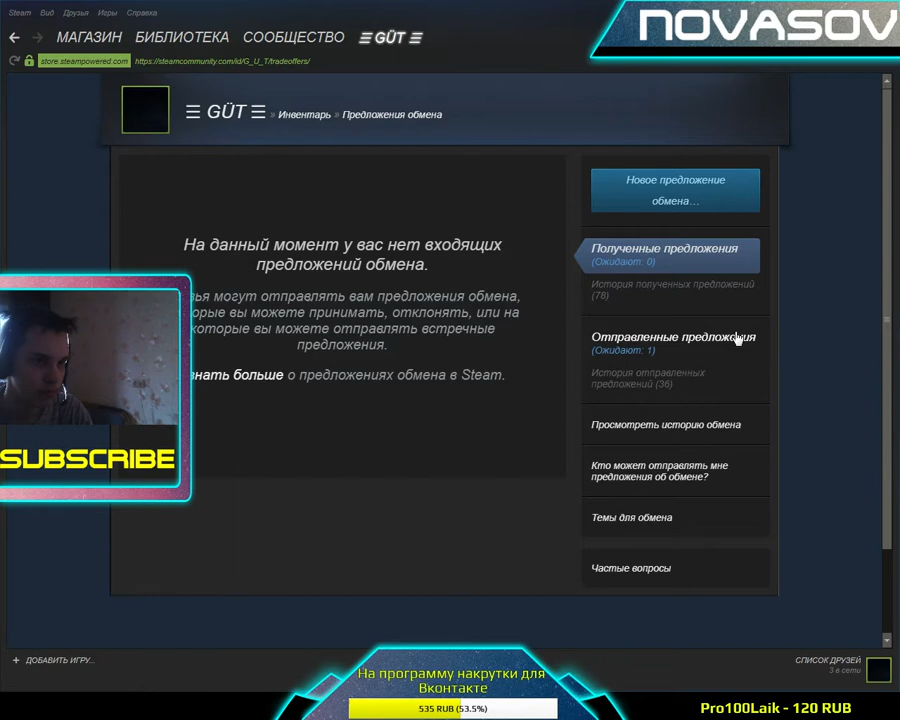 Steam Вид Друзья Игры Справка
NOVASOV
МАГАЗИН БИБЛИОТЕКА СООБЩЕСТВО ☰ GÜT ☰
store.steampowered.com https://steamcommunity.com/id/G_U_T/tradeoffers/
☰ GÜT ☰ » Инвентарь » Предложения обмена
На данный момент у вас нет входящих
предложений обмена.
вья могут отправлять вам предложения обмена,
орые вы можете принимать, отклонять, или на
которые вы можете отправлять встречные
предложения.
знать больше о предложениях обмена в Steam.
Новое предложение
обмена...
Полученные предложения
(Ожидают: 0)
История полученных предложений
(78)
Отправленные предложения
(Ожидают: 1)
История отправленных
предложений (36)
Просмотреть историю обмена
Кто может отправлять мне
предложения об обмене?
Темы для обмена
Частые вопросы
SUBSCRIBE
+ ДОБАВИТЬ ИГРУ...
СПИСОК ДРУЗЕЙ
3 в сети
На программу накрутки для
Вконтакте
535 RUB (53.5%)
Pro100Laik - 120 RUB